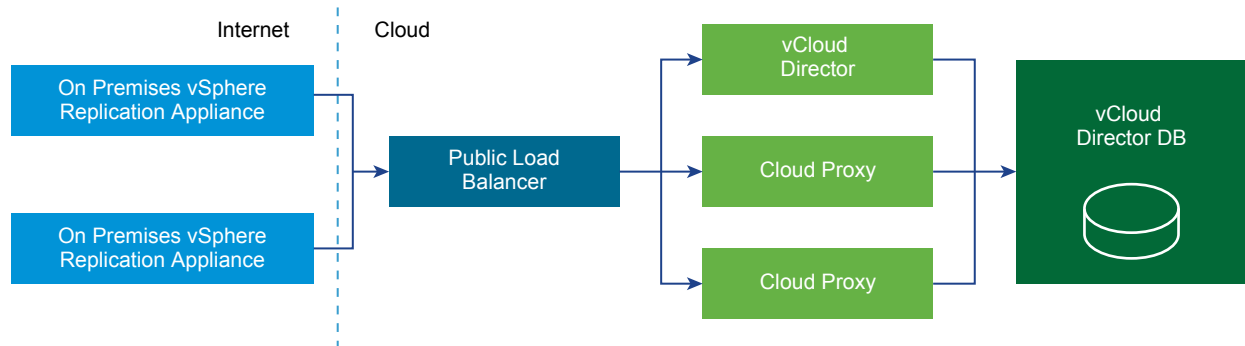 Internet
Cloud
On Premises vSphere
Replication Appliance
On Premises vSphere
Replication Appliance
Public Load
Balancer
vCloud
Director
Cloud Proxy
Cloud Proxy
vCloud
Director DB